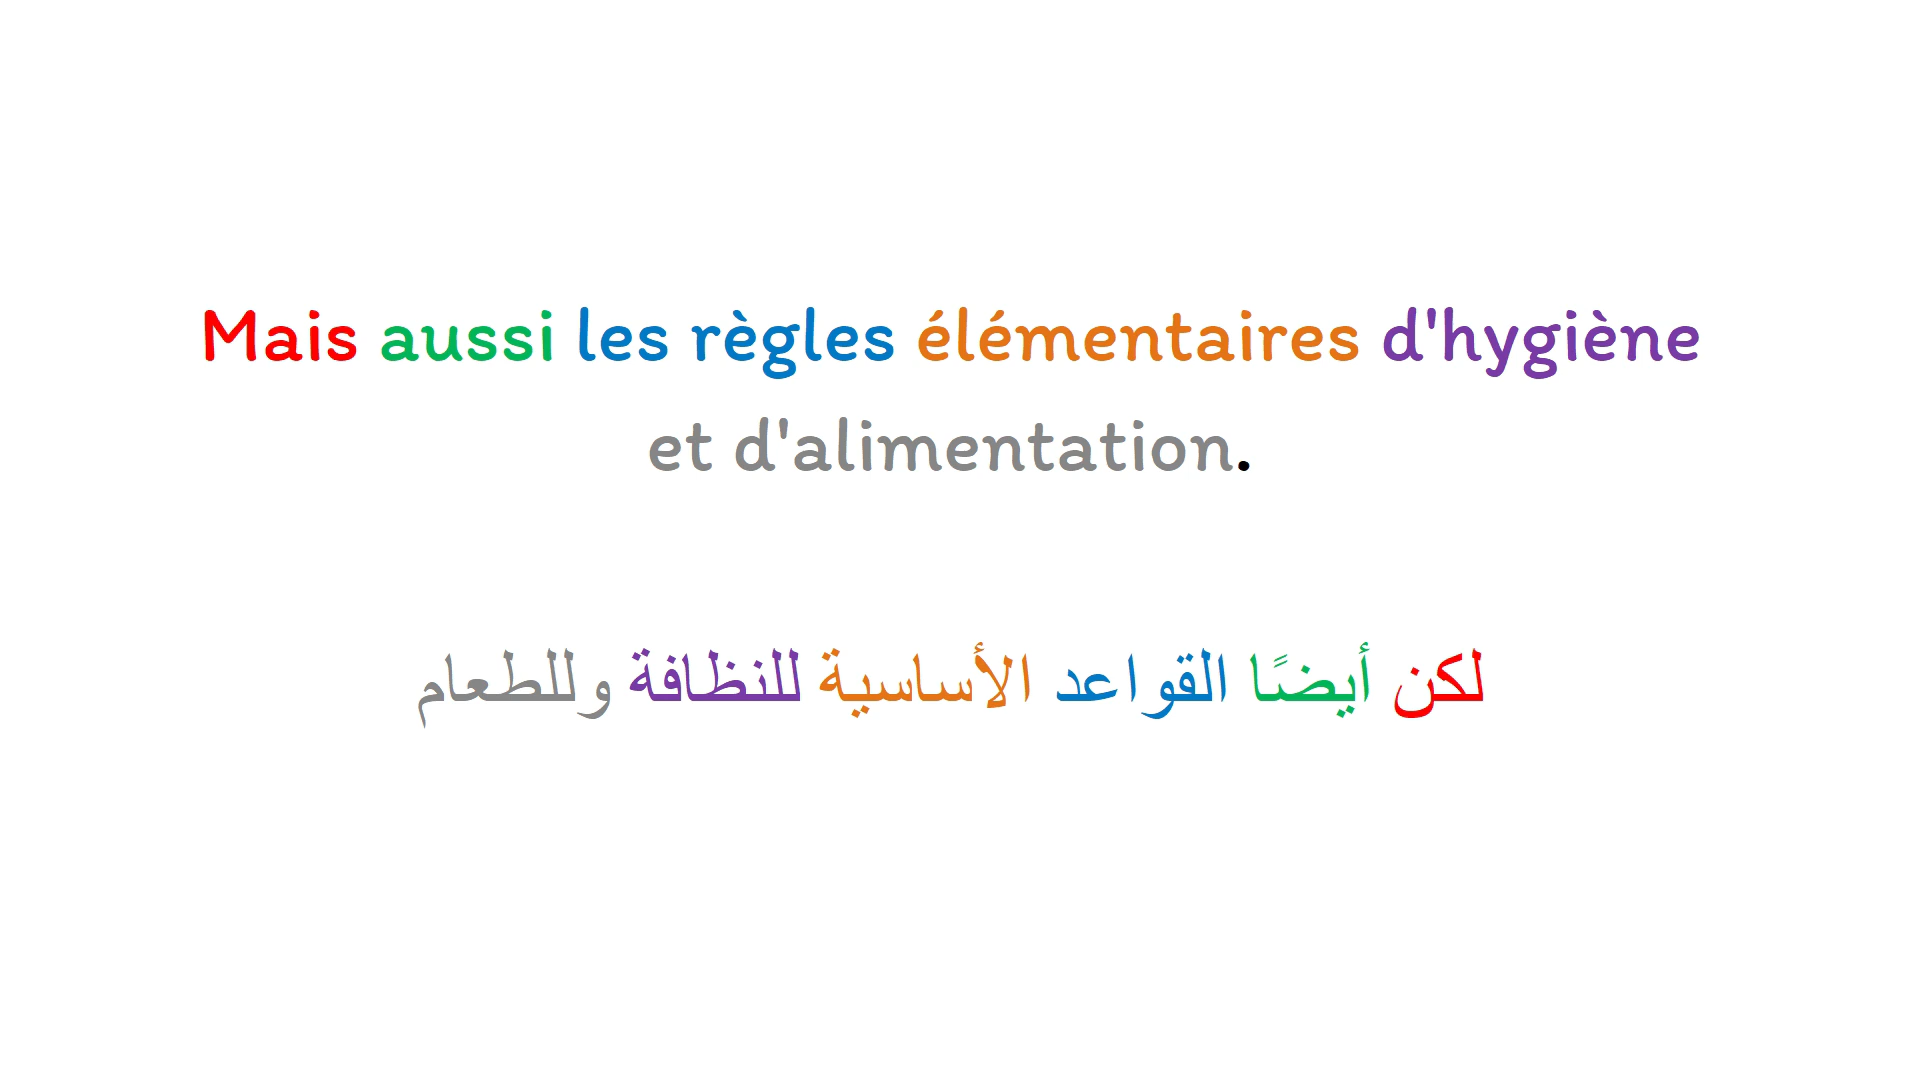 Mais aussi les règles élémentaires d'hygiène
et d'alimentation.
لكن أيضًا القواعد الأساسية للنظافة وللطعام